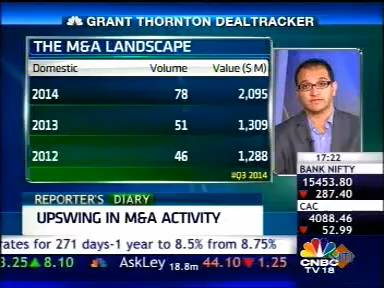 GRANT THORNTON DEALTRACKER
THE M&A LANDSCAPE
Domestic Volume Value ($ M)
2014 78 2,095
2013 51 1,309
2012 46 1,288
#Q3 2014
17:22
BANK NIFTY
15453.80
▼ 287.40
CAC
4088.46
▼ 52.99
REPORTER'S DIARY
UPSWING IN M&A ACTIVITY
rates for 271 days-1 year to 8.5% from 8.75%
3.25 ▲ 8.10 AskLey 18.8m 44.10 ▼ 1.25
CNBC
TV18